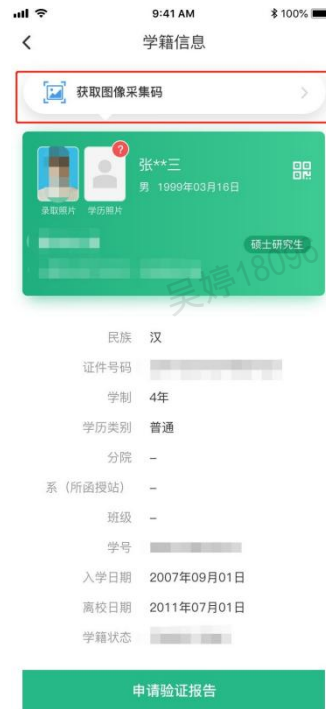 9:41 AM
100%
学籍信息
获取图像采集码
?
张**三
男 1999年03月16日
录取照片 学历照片
硕士研究生
吴婷18098
民族 汉
证件号码
学制 4年
学历类别 普通
分院 –
系（所函授站） –
班级 –
学号
入学日期 2007年09月01日
离校日期 2011年07月01日
学籍状态
申请验证报告